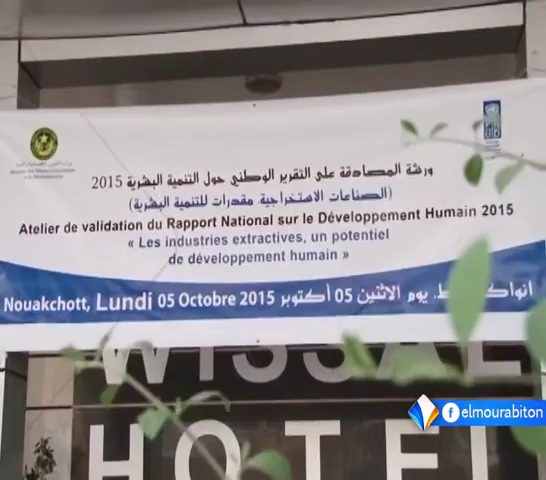 ورشة المصادقة على التقرير الوطني حول التنمية البشرية 2015
(الصناعات الاستخراجية مقدرات للتنمية البشرية)
Atelier de validation du Rapport National sur le Développement Humain 2015
« Les industries extractives, un potentiel
de développement humain »
Nouakchott, Lundi 05 Octobre 2015 يوم الاثنين 05 أكتوبر
WISSAL
HOTEL
elmourabiton